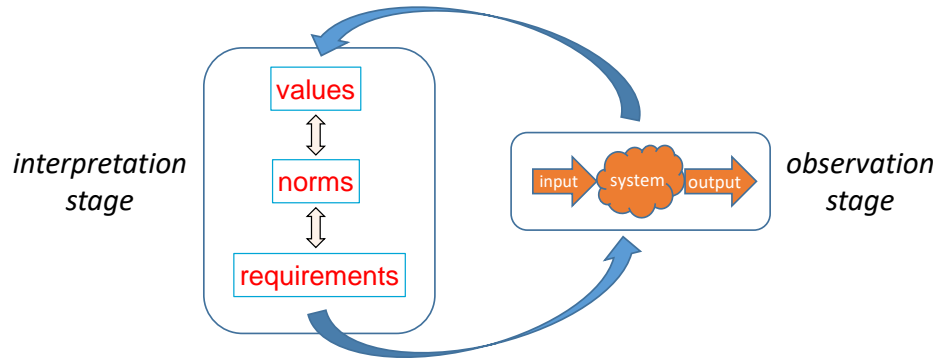 interpretation
stage
values
norms
requirements
input
system
output
observation
stage